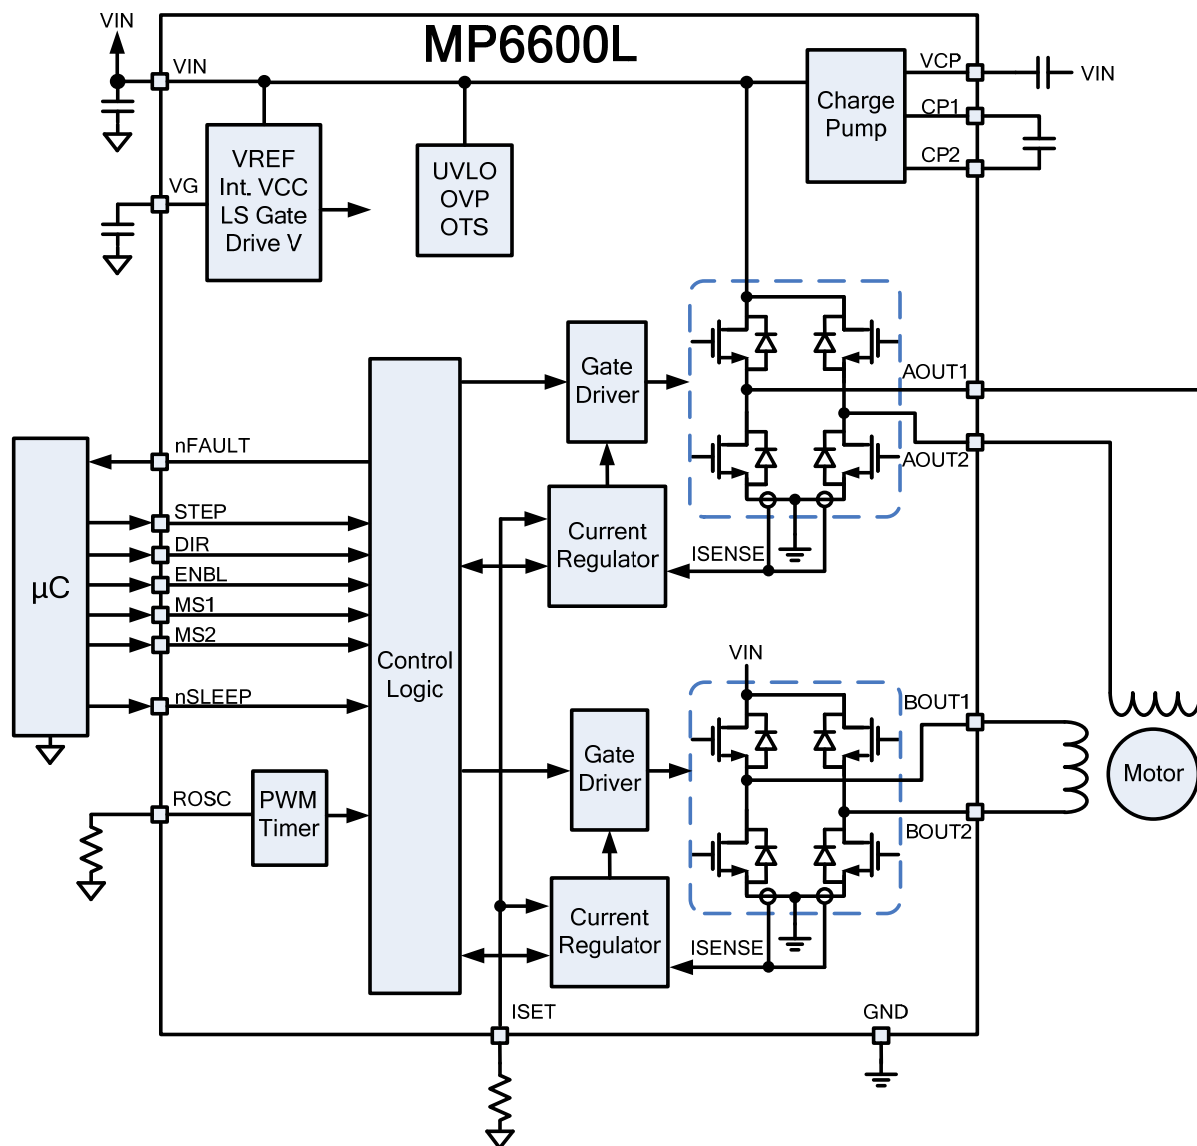 MP6600L
VIN
VIN
VCP
VIN
Charge
Pump
CP1
CP2
VREF
Int. VCC
LS Gate
Drive V
UVLO
OVP
OTS
VG
Gate
Driver
AOUT1
AOUT2
nFAULT
STEP
DIR
ENBL
MS1
MS2
nSLEEP
µC
Current
Regulator
ISENSE
Control
Logic
VIN
BOUT1
Gate
Driver
Motor
BOUT2
ROSC
PWM
Timer
Current
Regulator
ISENSE
ISET
GND